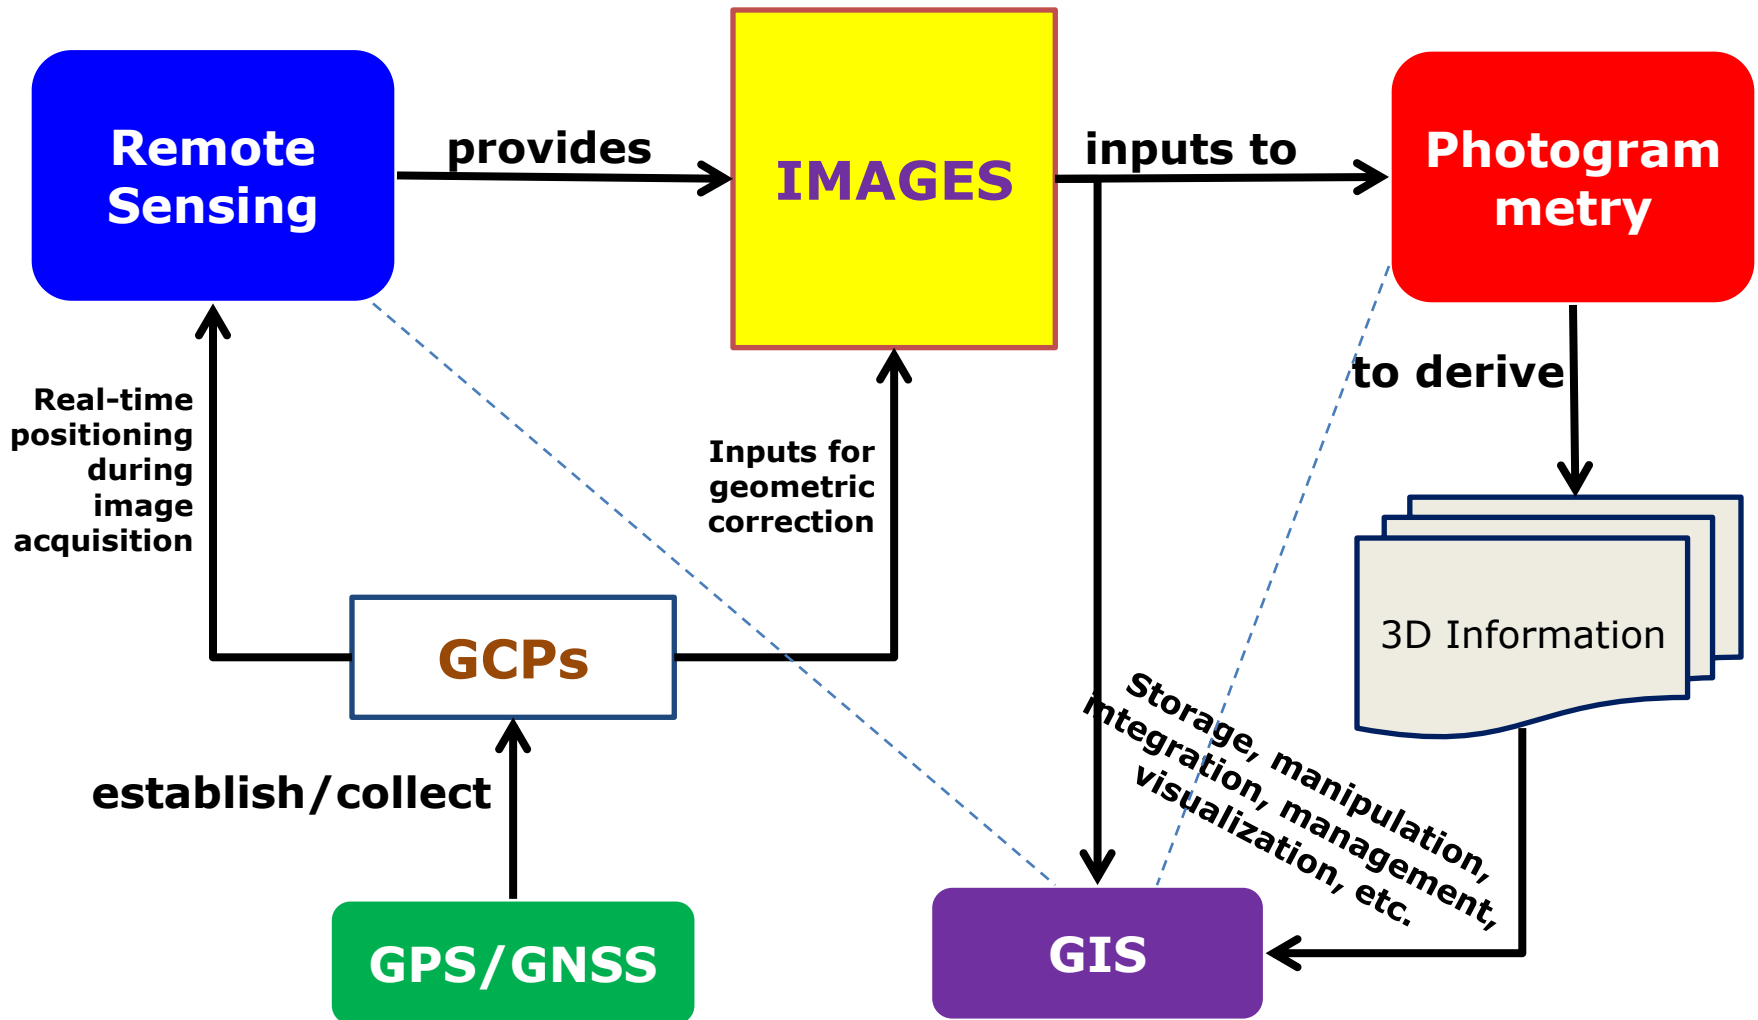 Remote
Sensing
provides
IMAGES
inputs to
Photogram
metry
to derive
Real-time
positioning
during
image
acquisition
Inputs for
geometric
correction
GCPs
3D Information
Storage, manipulation,
integration, management,
visualization, etc.
establish/collect
GPS/GNSS
GIS